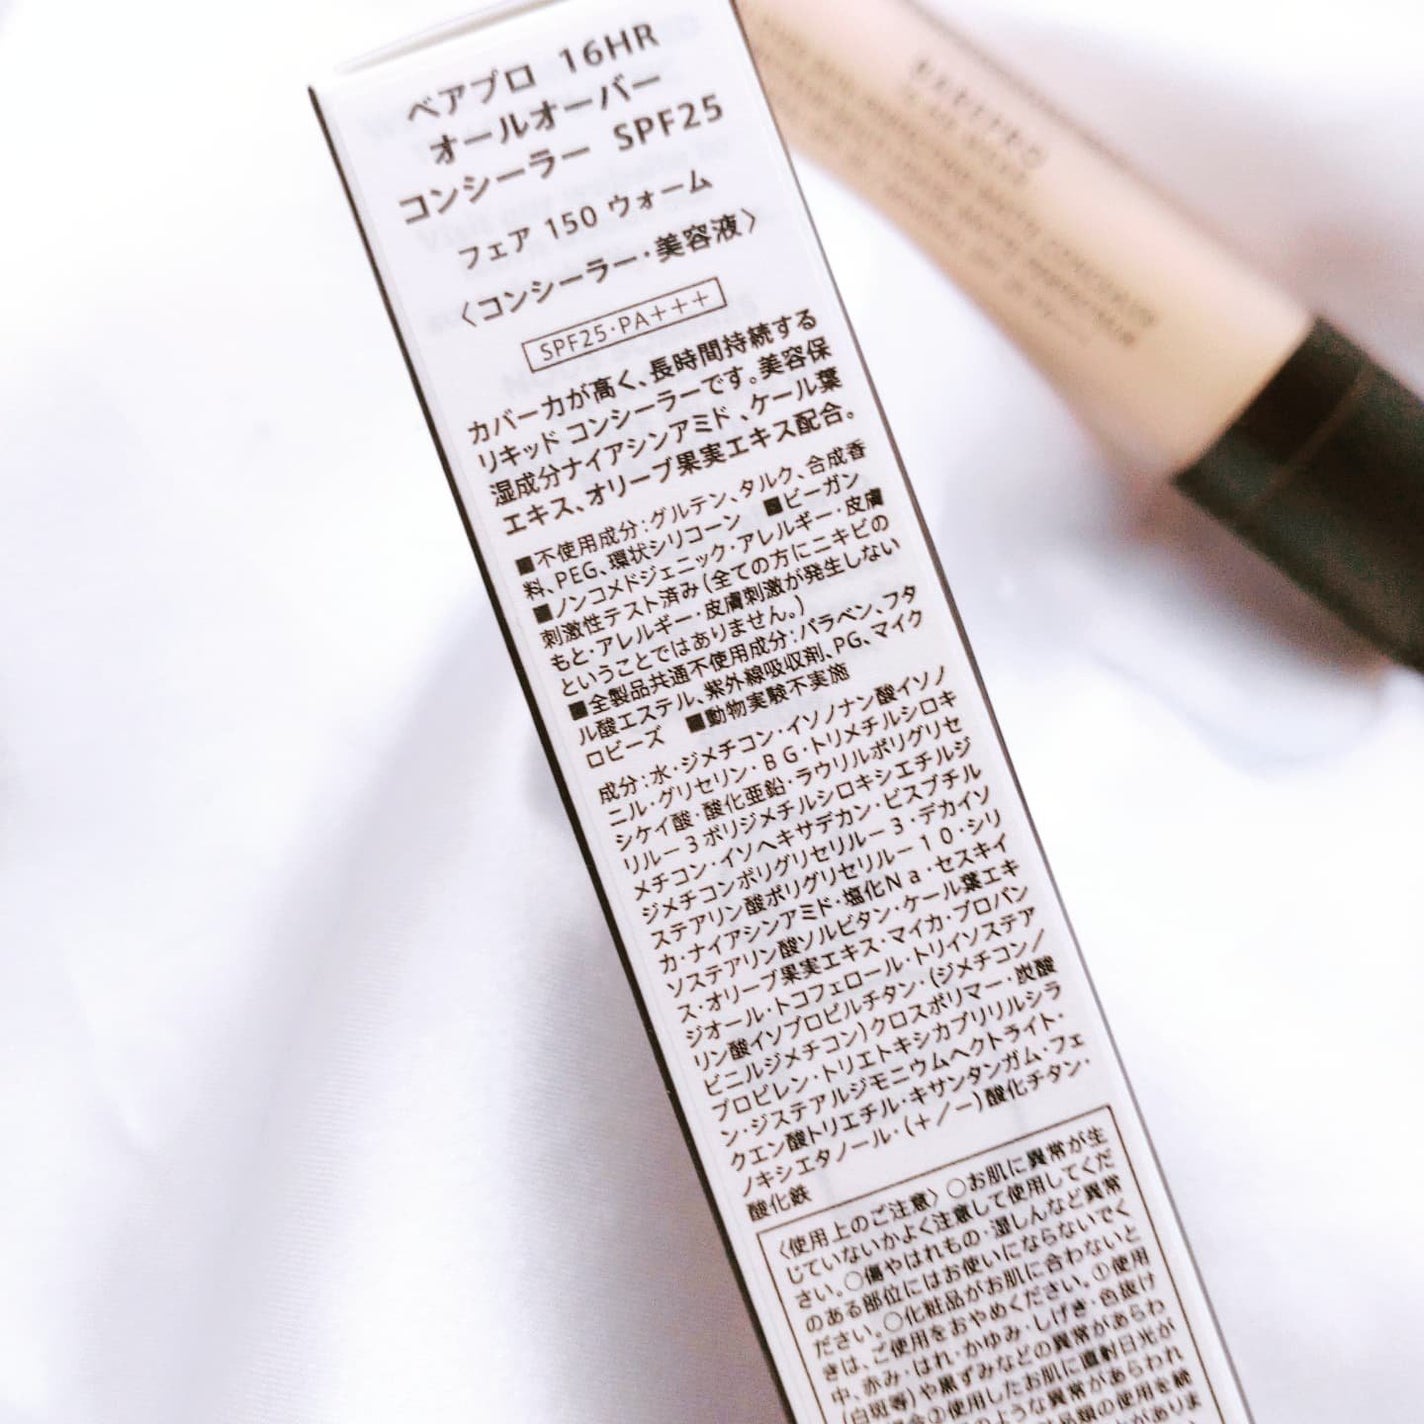 ベアプロ 16HR
オールオーバー
コンシーラー SPF25
フェア 150 ウォーム
〈コンシーラー・美容液〉
SPF25・PA+++
カバー力が高く、長時間持続する
リキッド コンシーラーです。美容保
湿成分ナイアシンアミド、ケール葉
エキス、オリーブ果実エキス配合。
■不使用成分：グルテン、タルク、合成香
料、PEG、環状シリコーン ■ビーガン
■ノンコメドジェニック・アレルギー・皮膚
刺激性テスト済み（全ての方にニキビの
もと・アレルギー・皮膚刺激が発生しない
ということではありません。）
■全製品共通不使用成分：パラベン、フタ
ル酸エステル、紫外線吸収剤、PG、マイク
ロビーズ ■動物実験不実施
成分：水・ジメチコン・イソノナン酸イソノ
ニル・グリセリン・BG・トリメチルシロキ
シケイ酸・酸化亜鉛・ラウリルポリグリセ
リル－3ポリジメチルシロキシエチルジ
メチコン・イソヘキサデカン・ビスブチル
ジメチコンポリグリセリル－3・デカイソ
ステアリン酸ポリグリセリル－10・シリ
カ・ナイアシンアミド・塩化Na・セスキイ
ソステアリン酸ソルビタン・ケール葉エキ
ス・オリーブ果実エキス・マイカ・プロパン
ジオール・トコフェロール・トリイソステア
リン酸イソプロピルチタン・（ジメチコン／
ビニルジメチコン）クロスポリマー・炭酸
プロピレン・トリエトキシカプリリルシラ
ン・ジステアルジモニウムヘクトライト・
クエン酸トリエチル・キサンタンガム・フェ
ノキシエタノール・（＋／－）酸化チタン・
酸化鉄
〈使用上のご注意〉○お肌に異常が生
じていないかよく注意して使用してくだ
さい。○傷やはれもの・湿しんなど異常
のある部位にはお使いにならないでく
ださい。○化粧品がお肌に合わないと
きは、ご使用をおやめください。①使用
中、赤み・はれ・かゆみ・しげき・色抜け
（白斑等）や黒ずみなどの異常があらわ
②使用したお肌に直射日光が
のような異常があらわれ
の使用を続
がありま
BAREPRO